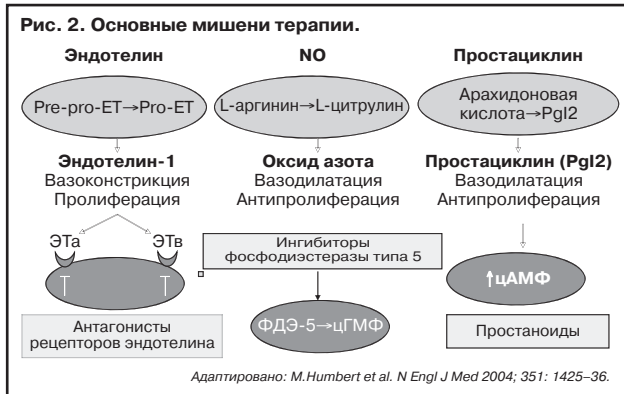 Рис. 2. Основные мишени терапии.
Эндотелин
Pre-pro-ET→Pro-ET
Эндотелин-1
Вазоконстрикция
Пролиферация
ЭТа
ЭТв
Антагонисты
рецепторов эндотелина
NO
L-аргинин→L-цитрулин
Оксид азота
Вазодилатация
Антипролиферация
Ингибиторы
фосфодиэстеразы типа 5
ФДЭ-5→цГМФ
Простациклин
Арахидоновая
кислота→PgI2
Простациклин (PgI2)
Вазодилатация
Антипролиферация
↑цАМФ
Простаноиды
Адаптировано: M.Humbert et al. N Engl J Med 2004; 351: 1425–36.